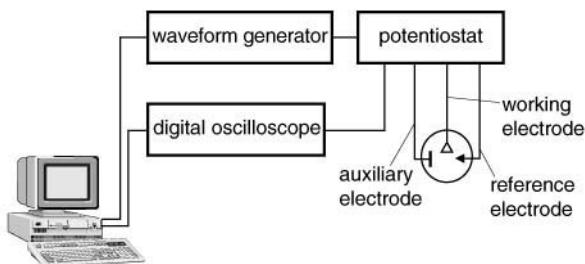 waveform generator
potentiostat
digital oscilloscope
working
electrode
auxiliary
electrode
reference
electrode